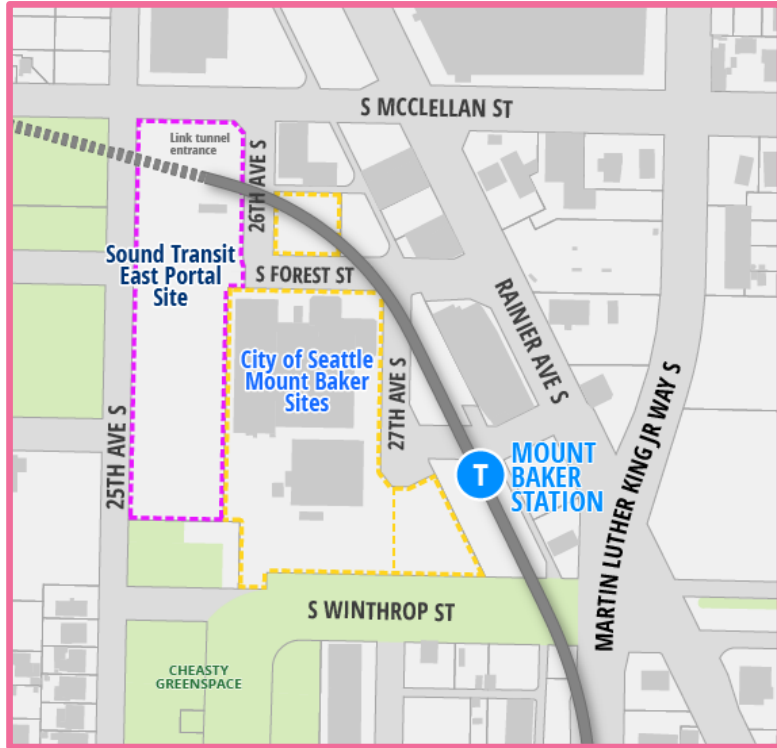 S MCCLELLAN ST
Link tunnel
entrance
26TH AVE S
Sound Transit
East Portal
Site
S FOREST ST
RAINIER AVE S
City of Seattle
Mount Baker
Sites
27TH AVE S
25TH AVE S
T
MOUNT
BAKER
STATION
MARTIN LUTHER KING JR WAY S
S WINTHROP ST
CHEASTY
GREENSPACE